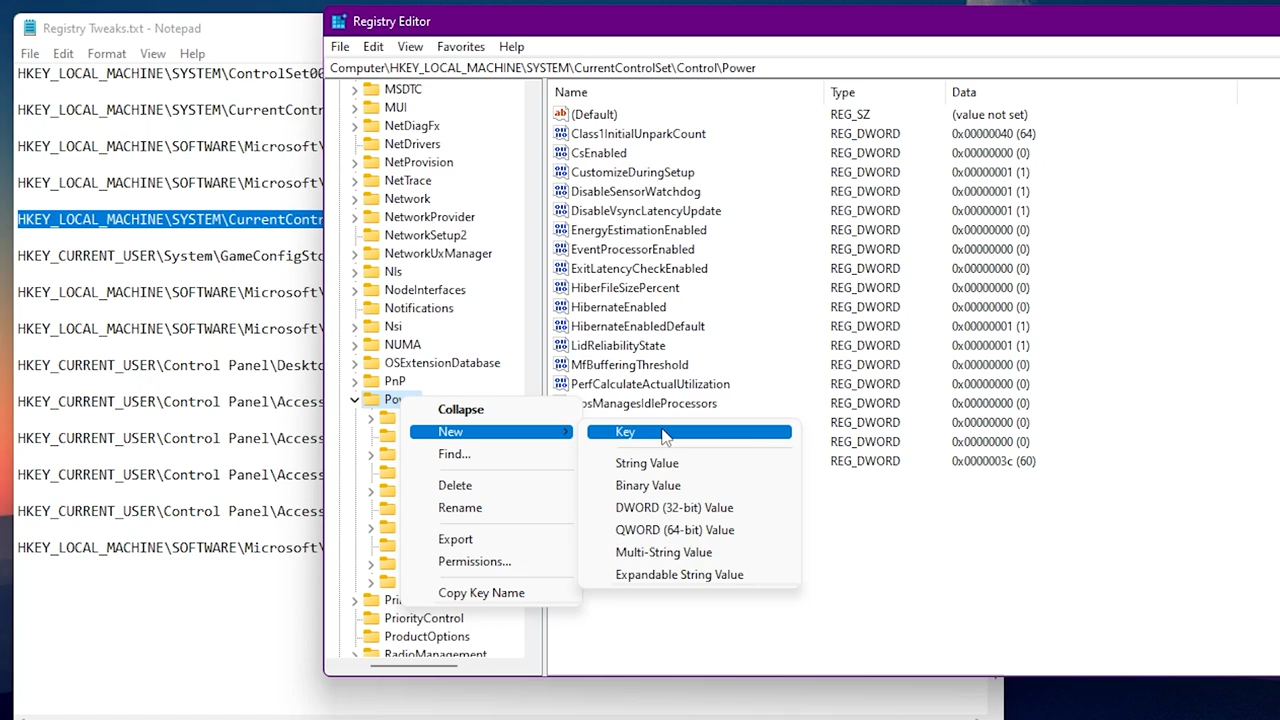 Registry Tweaks.txt - Notepad
File Edit Format View Help
HKEY_LOCAL_MACHINE\SYSTEM\ControlSet00
HKEY_LOCAL_MACHINE\SYSTEM\CurrentContr
HKEY_LOCAL_MACHINE\SOFTWARE\Microsoft\
HKEY_LOCAL_MACHINE\SOFTWARE\Microsoft\
HKEY_LOCAL_MACHINE\SYSTEM\CurrentContr
HKEY_CURRENT_USER\System\GameConfigSto
HKEY_LOCAL_MACHINE\SOFTWARE\Microsoft\
HKEY_LOCAL_MACHINE\SOFTWARE\Microsoft\
HKEY_CURRENT_USER\Control Panel\Deskto
HKEY_CURRENT_USER\Control Panel\Access
HKEY_CURRENT_USER\Control Panel\Access
HKEY_CURRENT_USER\Control Panel\Access
HKEY_CURRENT_USER\Control Panel\Access
HKEY_LOCAL_MACHINE\SOFTWARE\Microsoft\
Registry Editor
File Edit View Favorites Help
Computer\HKEY_LOCAL_MACHINE\SYSTEM\CurrentControlSet\Control\Power
MSDTC
MUI
NetDiagFx
NetDrivers
NetProvision
NetTrace
Network
NetworkProvider
NetworkSetup2
NetworkUxManager
Nls
NodeInterfaces
Notifications
Nsi
NUMA
OSExtensionDatabase
PnP
Pow
Pri
PriorityControl
ProductOptions
RadioManagement
Name Type Data
(Default) REG_SZ (value not set)
Class1InitialUnparkCount REG_DWORD 0x00000040 (64)
CsEnabled REG_DWORD 0x00000000 (0)
CustomizeDuringSetup REG_DWORD 0x00000001 (1)
DisableSensorWatchdog REG_DWORD 0x00000001 (1)
DisableVsyncLatencyUpdate REG_DWORD 0x00000001 (1)
EnergyEstimationEnabled REG_DWORD 0x00000000 (0)
EventProcessorEnabled REG_DWORD 0x00000000 (0)
ExitLatencyCheckEnabled REG_DWORD 0x00000000 (0)
HiberFileSizePercent REG_DWORD 0x00000000 (0)
HibernateEnabled REG_DWORD 0x00000000 (0)
HibernateEnabledDefault REG_DWORD 0x00000001 (1)
LidReliabilityState REG_DWORD 0x00000001 (1)
MfBufferingThreshold REG_DWORD 0x00000000 (0)
PerfCalculateActualUtilization REG_DWORD 0x00000000 (0)
osManagesIdleProcessors REG_DWORD 0x00000000 (0)
REG_DWORD 0x00000000 (0)
REG_DWORD 0x00000000 (0)
REG_DWORD 0x0000003c (60)
Collapse
New
Find...
Delete
Rename
Export
Permissions...
Copy Key Name
Key
String Value
Binary Value
DWORD (32-bit) Value
QWORD (64-bit) Value
Multi-String Value
Expandable String Value